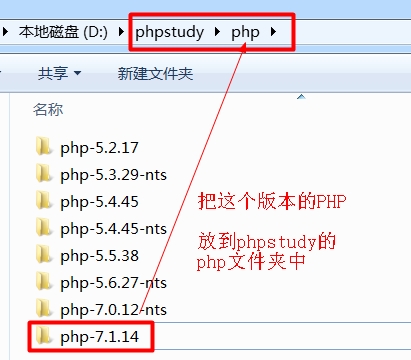 本地磁盘 (D:) phpstudy php
共享 新建文件夹
名称
php-5.2.17
php-5.3.29-nts
php-5.4.45
php-5.4.45-nts
php-5.5.38
php-5.6.27-nts
php-7.0.12-nts
php-7.1.14
把这个版本的PHP
放到phpstudy的
php文件夹中